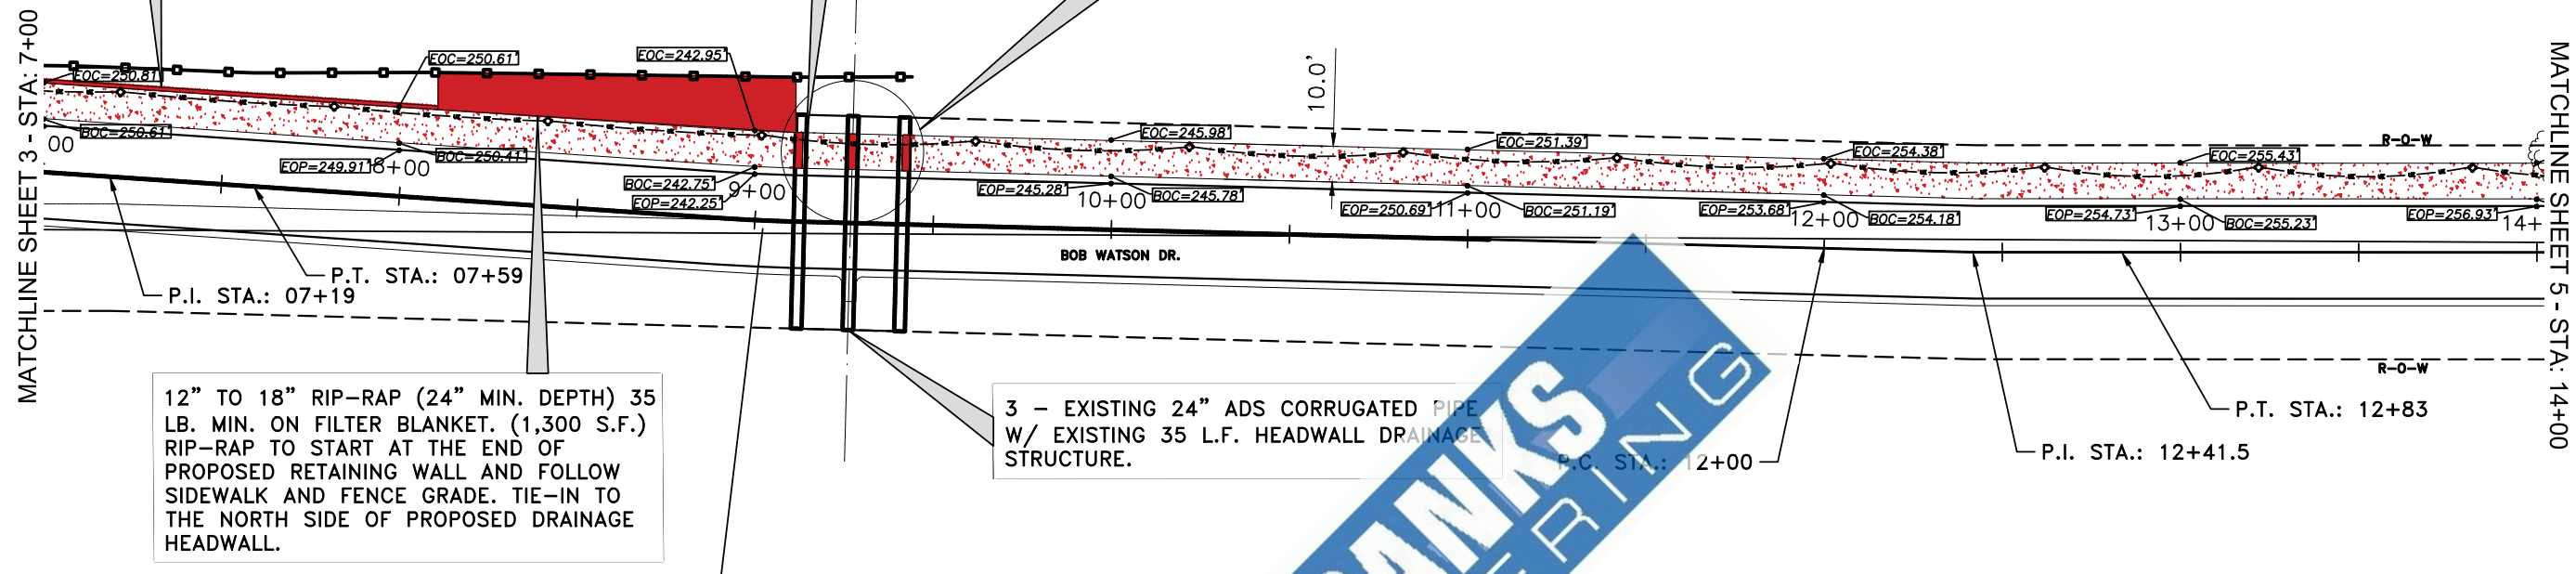 MATCHLINE SHEET 3 - STA: 7+00
EOC=250.81'
EOC=250.61'
EOC=242.95'
10.0'
EOC=245.98'
EOC=251.39'
EOC=254.38'
R-O-W
EOC=255.43'
MATCHLINE SHEET 5 - STA: 14+00
00
BOC=250.61'
EOP=249.91'
8+00
BOC=250.41'
BOC=242.75'
9+00
EOP=242.25'
EOP=245.28'
10+00
BOC=245.78'
EOP=250.69'
11+00
BOC=251.19'
EOP=253.68'
12+00
BOC=254.18'
EOP=254.73'
13+00
BOC=255.23'
EOP=256.93'
14+
BOB WATSON DR.
P.T. STA.: 07+59
P.I. STA.: 07+19
R-O-W
12” TO 18” RIP-RAP (24” MIN. DEPTH) 35
LB. MIN. ON FILTER BLANKET. (1,300 S.F.)
RIP-RAP TO START AT THE END OF
PROPOSED RETAINING WALL AND FOLLOW
SIDEWALK AND FENCE GRADE. TIE-IN TO
THE NORTH SIDE OF PROPOSED DRAINAGE
HEADWALL.
3 - EXISTING 24” ADS CORRUGATED PIPE
W/ EXISTING 35 L.F. HEADWALL DRAINAGE
STRUCTURE.
P.C. STA.: 12+00
P.I. STA.: 12+41.5
P.T. STA.: 12+83
ANKS
ERING